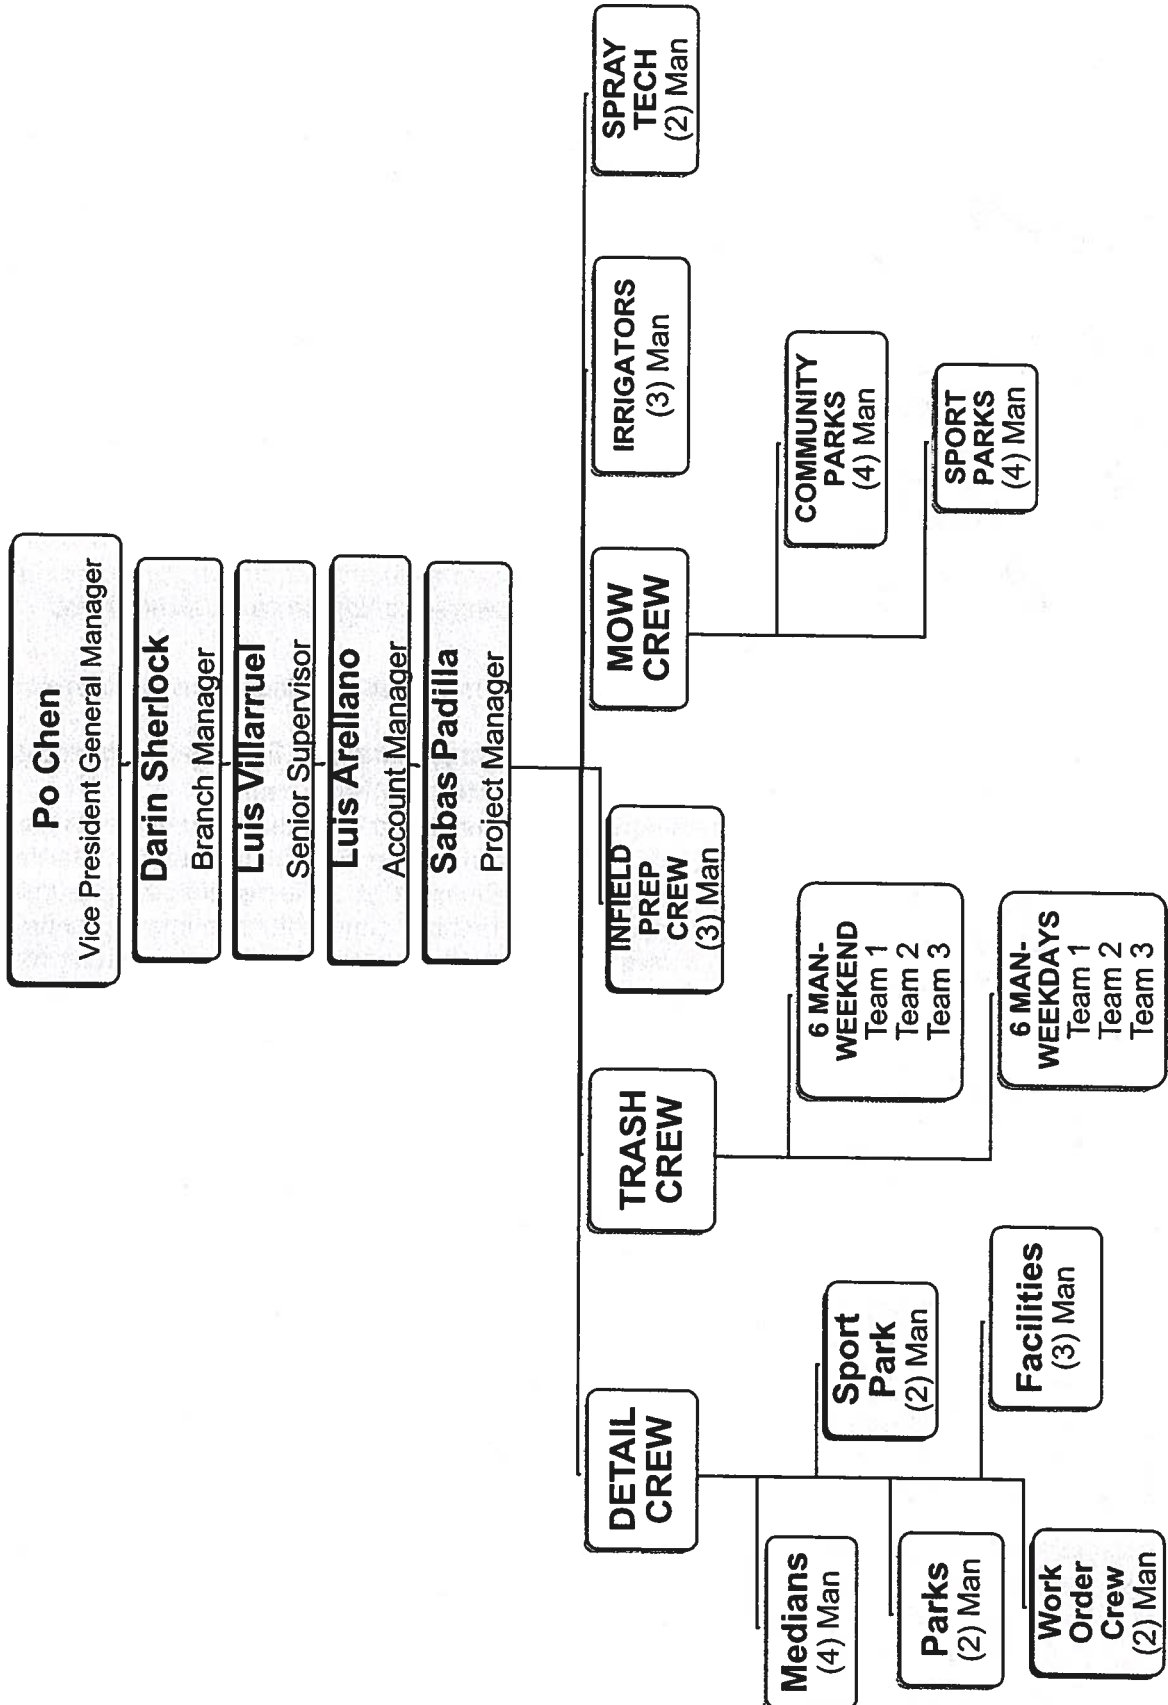 Po Chen
Vice President General Manager
Darin Sherlock
Branch Manager
Luis Villarruel
Senior Supervisor
Luis Arellano
Account Manager
Sabas Padilla
Project Manager
DETAIL
CREW
Medians
(4) Man
Sport
Park
(2) Man
Parks
(2) Man
Facilities
(3) Man
Work
Order
Crew
(2) Man
TRASH
CREW
6 MAN-
WEEKEND
Team 1
Team 2
Team 3
6 MAN-
WEEKDAYS
Team 1
Team 2
Team 3
INFIELD
PREP
CREW
(3) Man
MOW
CREW
COMMUNITY
PARKS
(4) Man
SPORT
PARKS
(4) Man
IRRIGATORS
(3) Man
SPRAY
TECH
(2) Man